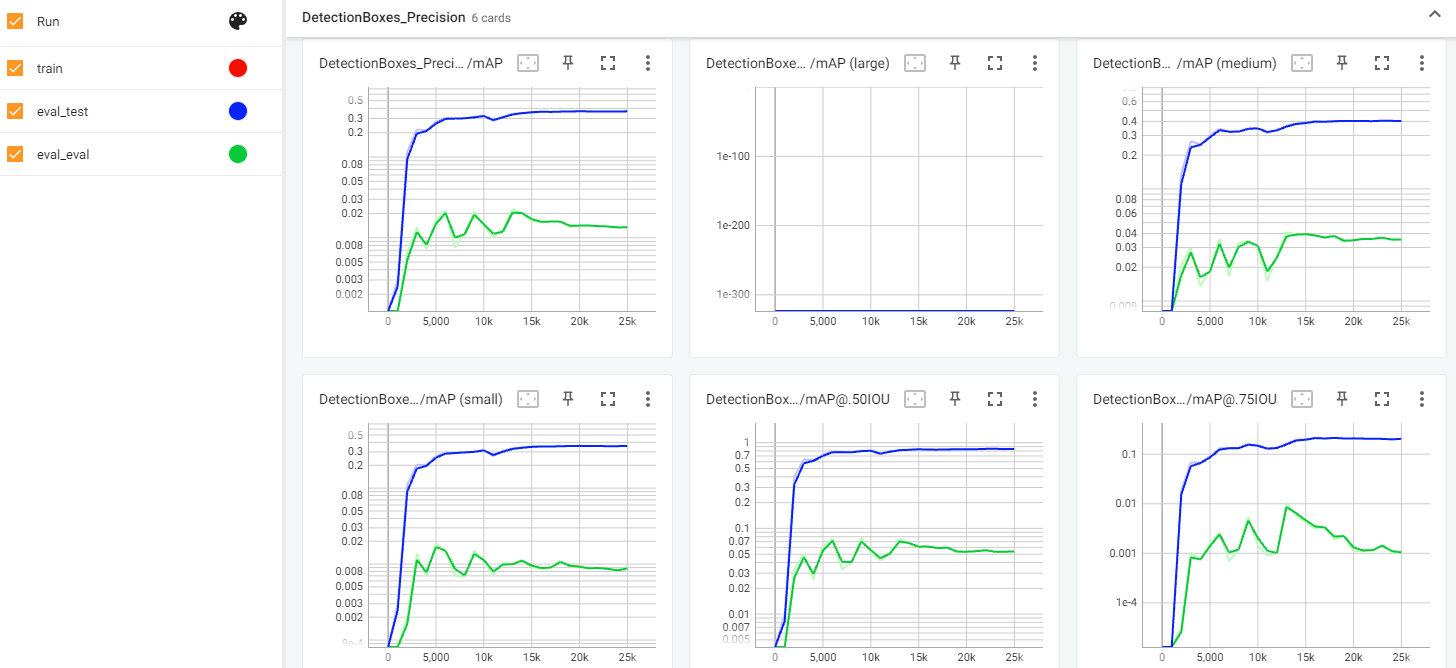 Run
train
eval_test
eval_eval
DetectionBoxes_Precision 6 cards
DetectionBoxes_Preci... /mAP
0.5
0.3
0.2
0.08
0.05
0.03
0.02
0.008
0.005
0.003
0.002
0 5,000 10k 15k 20k 25k
DetectionBoxe... /mAP (large)
1e-100
1e-200
1e-300
0 5,000 10k 15k 20k 25k
DetectionB... /mAP (medium)
0.6
0.4
0.3
0.2
0.08
0.06
0.04
0.03
0.02
0.009
0 5,000 10k 15k 20k 25k
DetectionBoxe.../mAP (small)
0.5
0.3
0.2
0.08
0.05
0.03
0.02
0.008
0.005
0.003
0.002
9e-4
0 5,000 10k 15k 20k 25k
DetectionBox.../mAP@.50IOU
1
0.7
0.5
0.3
0.2
0.1
0.07
0.05
0.03
0.02
0.01
0.007
0.005
0 5,000 10k 15k 20k 25k
DetectionBox.../mAP@.75IOU
0.1
0.01
0.001
1e-4
0 5,000 10k 15k 20k 25k